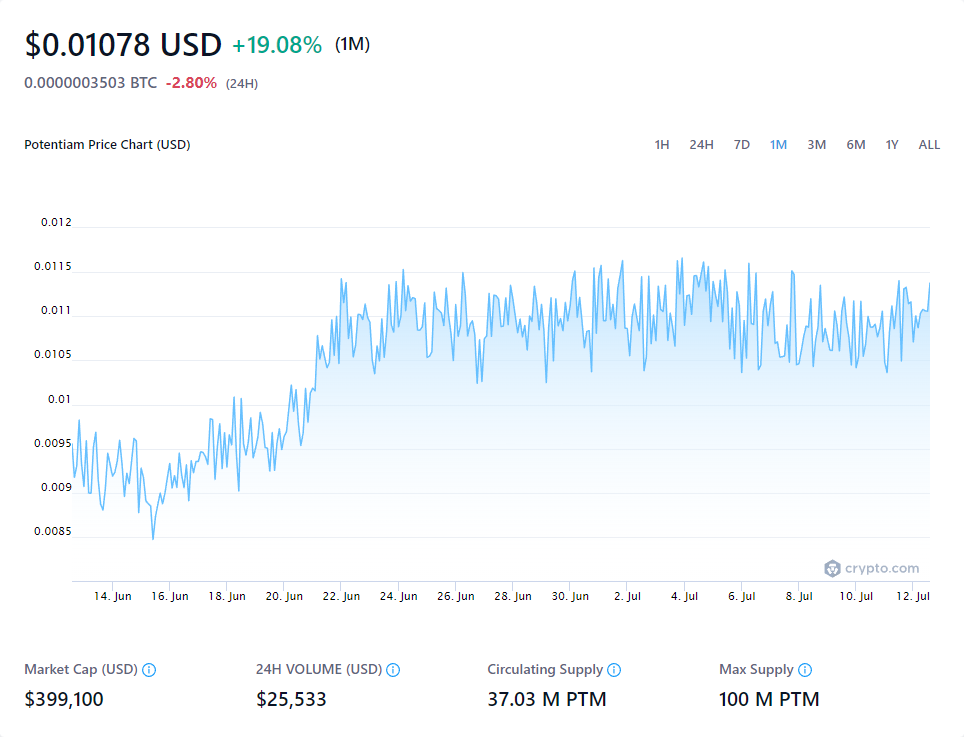 $0.01078 USD +19.08% (1M)
0.0000003503 BTC -2.80% (24H)
Potentiam Price Chart (USD) 1H 24H 7D 1M 3M 6M 1Y ALL
0.012
0.0115
0.011
0.0105
0.01
0.0095
0.009
0.0085
crypto.com
14. Jun 16. Jun 18. Jun 20. Jun 22. Jun 24. Jun 26. Jun 28. Jun 30. Jun 2. Jul 4. Jul 6. Jul 8. Jul 10. Jul 12. Jul
Market Cap (USD) 24H VOLUME (USD) Circulating Supply Max Supply
$399,100 $25,533 37.03 M PTM 100 M PTM